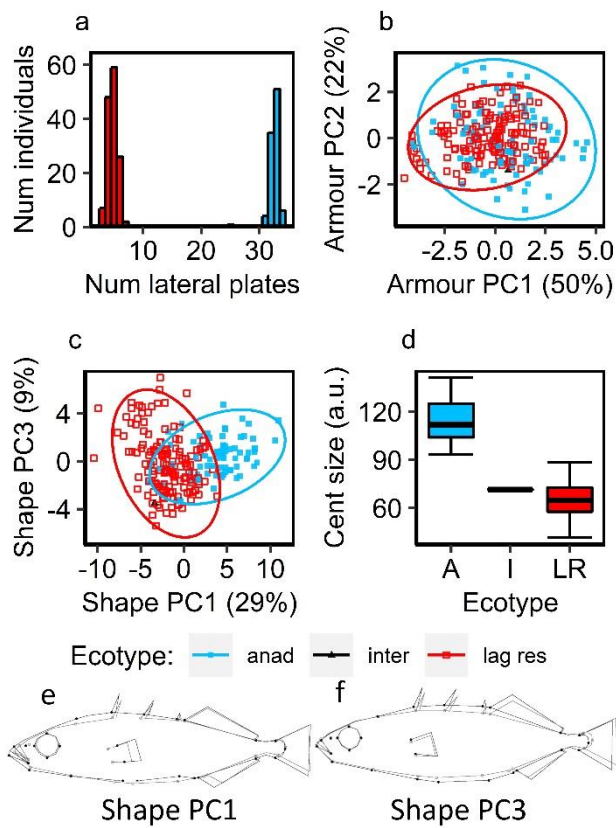 a
Num individuals
60
40
20
0
10
20
30
Num lateral plates
b
Armour PC2 (22%)
2
0
-2
-2.5
0.0
2.5
5.0
Armour PC1 (50%)
c
Shape PC3 (9%)
4
0
-4
-10
-5
0
5
10
Shape PC1 (29%)
d
Cent size (a.u.)
120
90
60
A
I
LR
Ecotype
Ecotype: anad inter lag res
e
f
Shape PC1
Shape PC3